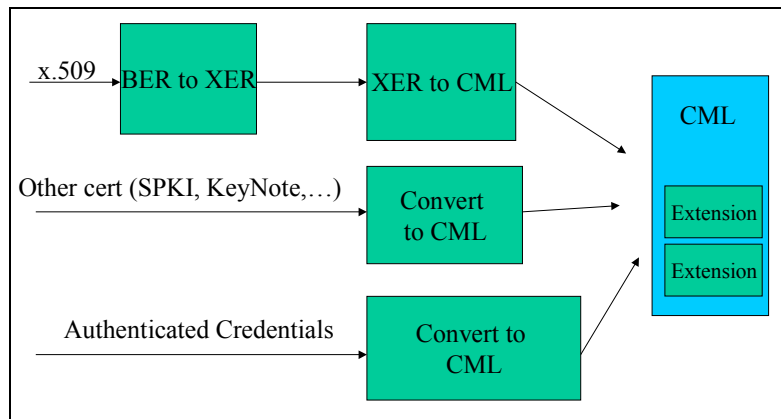 x.509
BER to XER
XER to CML
CML
Other cert (SPKI, KeyNote,…)
Convert
to CML
Extension
Extension
Authenticated Credentials
Convert to
CML